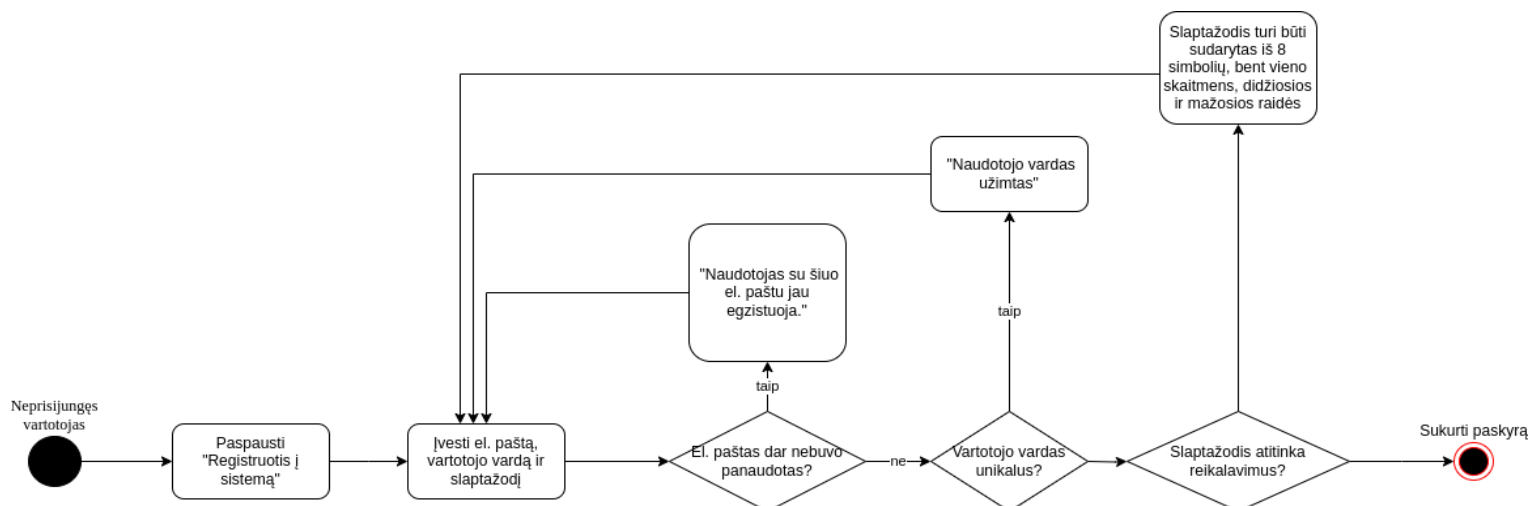 Slaptažodis turi būti
sudarytas iš 8
simbolių, bent vieno
skaitmens, didžiosios
ir mažosios raidės
"Naudotojo vardas
užimtas"
"Naudotojas su šiuo
el. paštu jau
egzistuoja."
taip
taip
Neprisijungęs
vartotojas
Paspausti
"Registruotis į
sistemą"
Įvesti el. paštą,
vartotojo vardą ir
slaptažodį
El. paštas dar nebuvo
panaudotas?
ne
Vartotojo vardas
unikalus?
Slaptažodis atitinka
reikalavimus?
Sukurti paskyrą